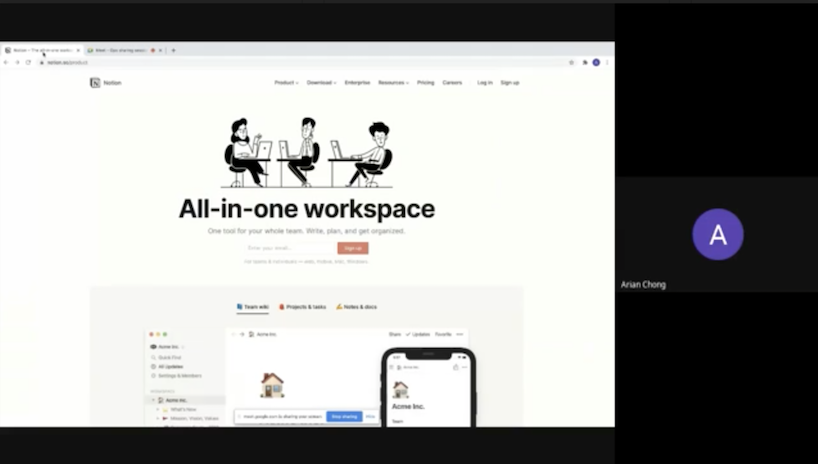 Notion – The all-in-one work
Meet – 
notion.so/product
Notion
Product
Download
Enterprise
Resources
Pricing
Careers
Log in
Sign up
All-in-one workspace
One tool for your whole team. Write, plan, and get organized.
Enter your email...
Sign up
For teams & individuals — web, mobile, Mac, Windows.
Team wiki
Projects & tasks
Notes & docs
Acme Inc.
Quick Find
All Updates
Settings & Members
Acme Inc.
What's New
Mission, Vision, Values
Acme Inc.
Share
Updates
Favorite
meet.google.com is sharing your screen.
Stop sharing
Hide
Acme Inc.
Acme Inc.
Team
A
Arian Chong